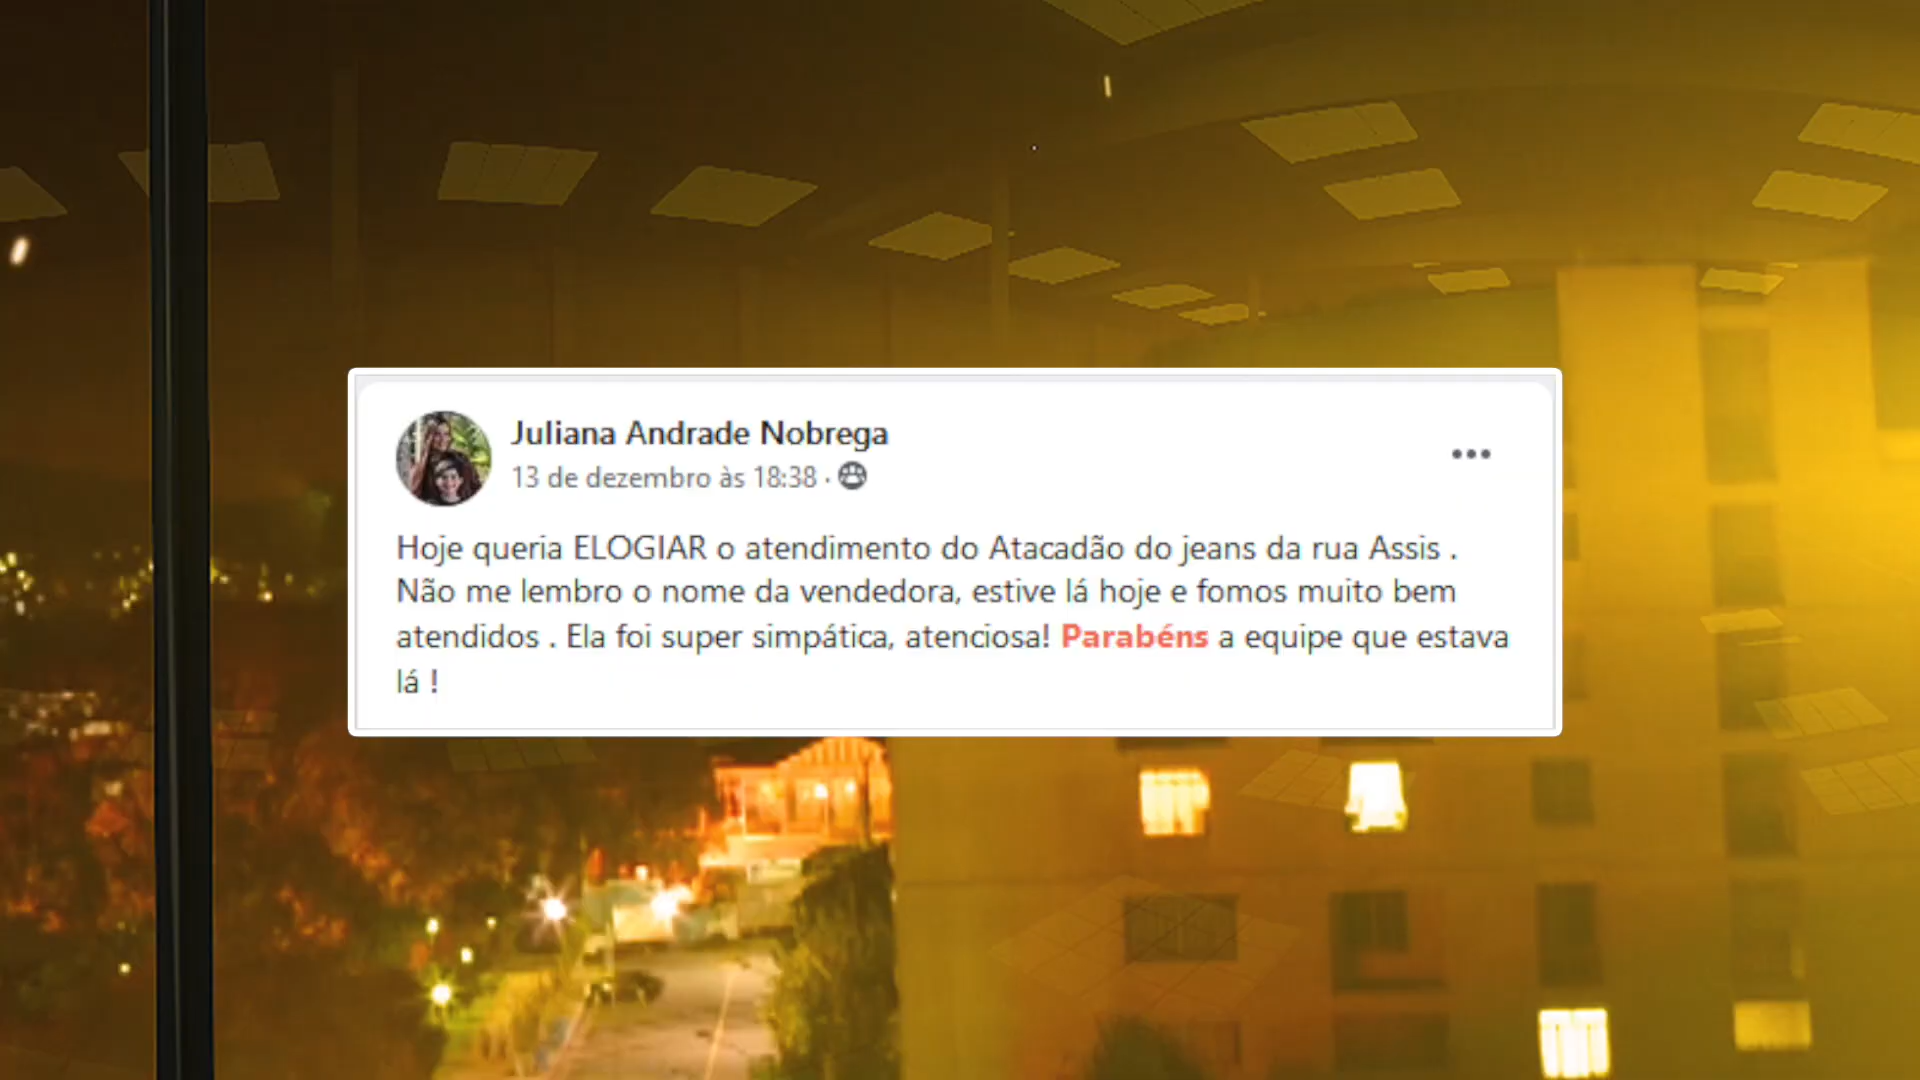 Juliana Andrade Nobrega
13 de dezembro às 18:38 ·
Hoje queria ELOGIAR o atendimento do Atacadão do jeans da rua Assis .
Não me lembro o nome da vendedora, estive lá hoje e fomos muito bem
atendidos . Ela foi super simpática, atenciosa! Parabéns a equipe que estava
lá !